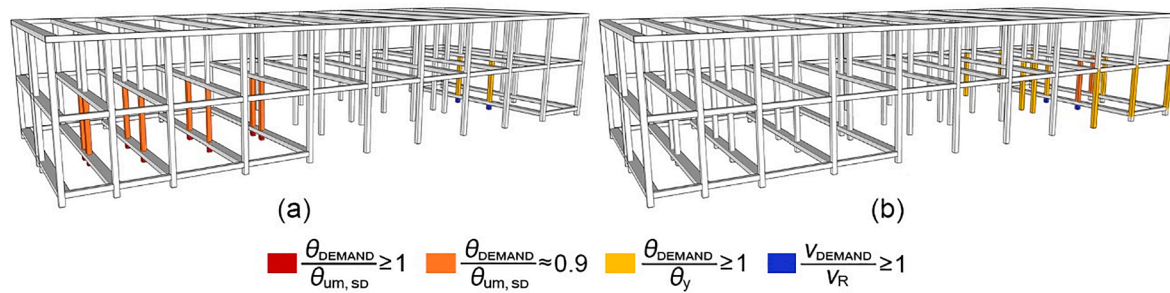 (a) (b)
θDEMAND/θum, SD ≥1 θDEMAND/θum, SD ≈0.9 θDEMAND/θy ≥1 VDEMAND/VR ≥1